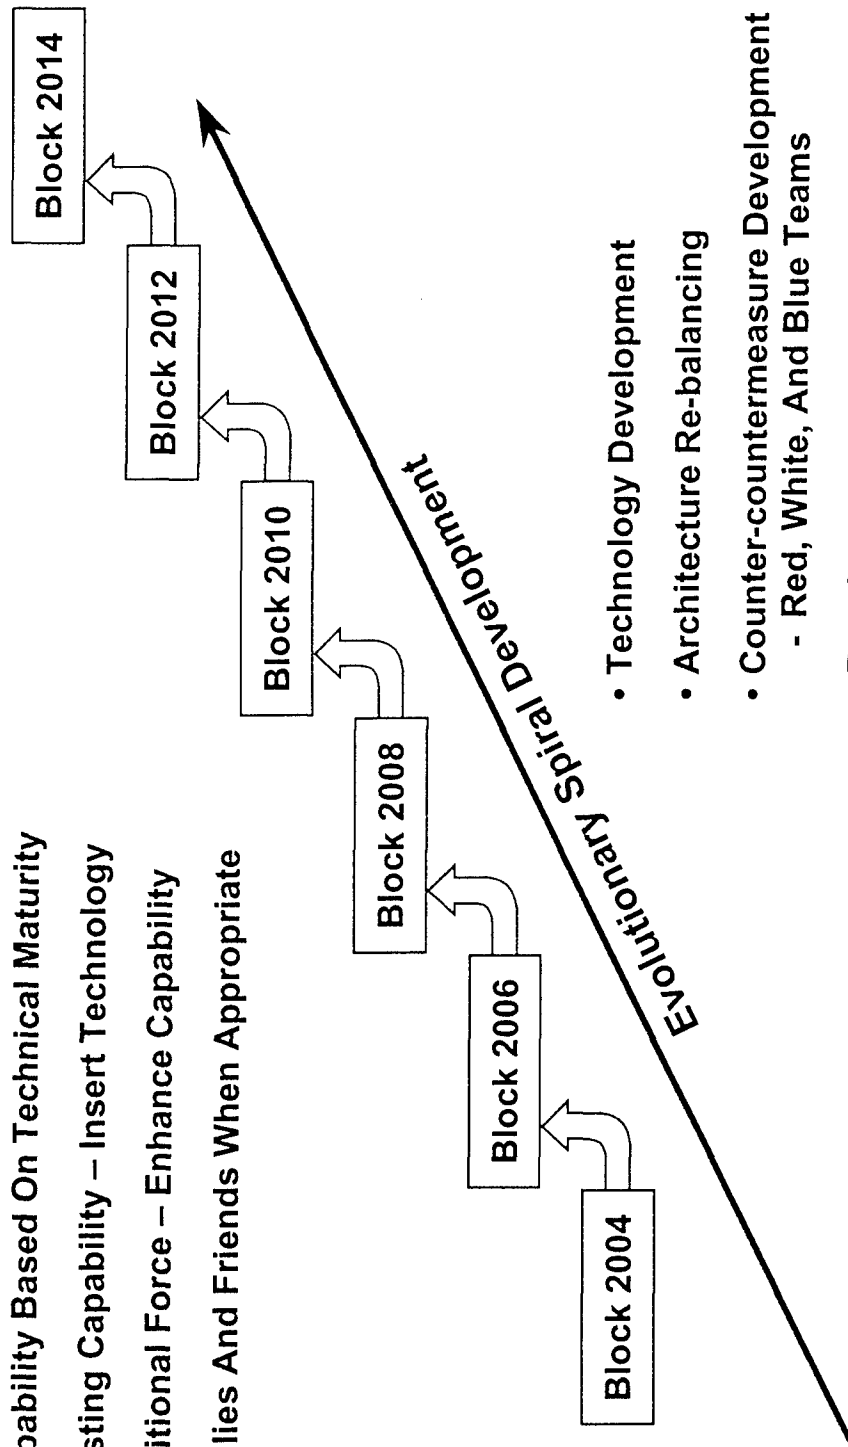 pability Based On Technical Maturity
sting Capability – Insert Technology
itional Force – Enhance Capability
lies And Friends When Appropriate
Block 2014
Block 2012
Block 2010
Block 2008
Block 2006
Block 2004
Evolutionary Spiral Development
• Technology Development
• Architecture Re-balancing
• Counter-countermeasure Development
- Red, White, And Blue Teams